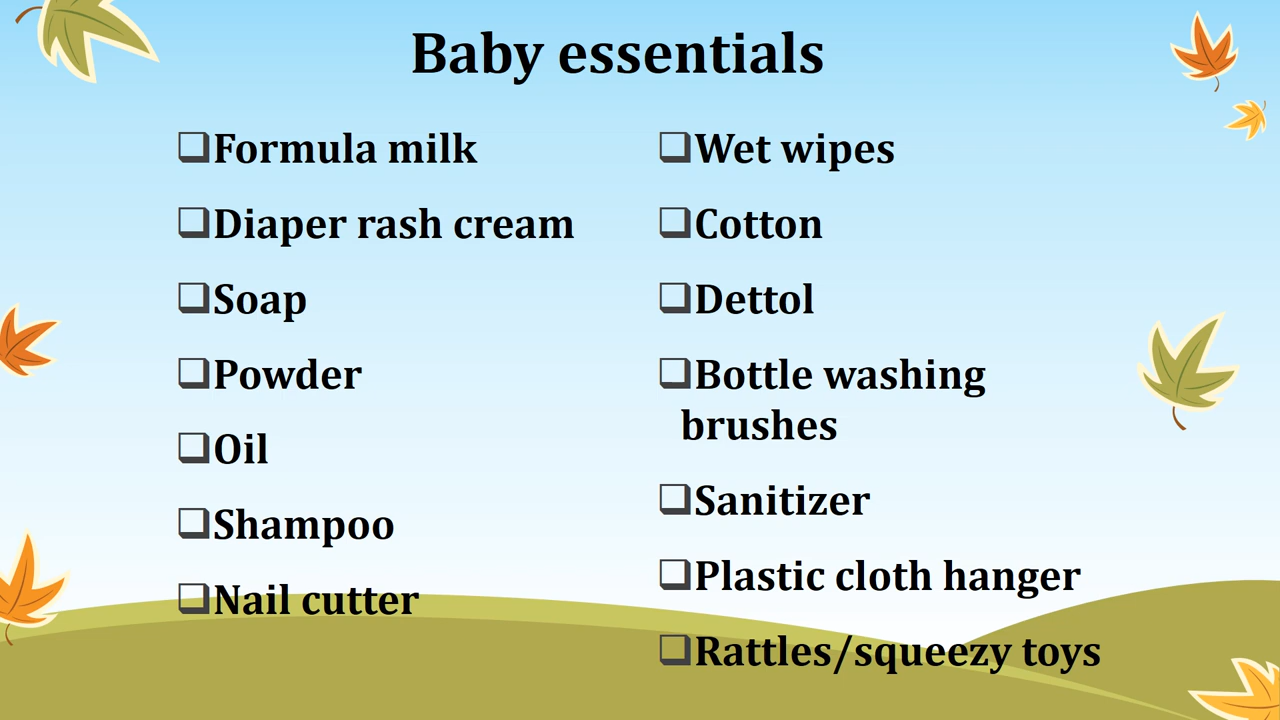 Baby essentials
❑Formula milk
❑Diaper rash cream
❑Soap
❑Powder
❑Oil
❑Shampoo
❑Nail cutter
❑Wet wipes
❑Cotton
❑Dettol
❑Bottle washing
brushes
❑Sanitizer
❑Plastic cloth hanger
❑Rattles/squeezy toys